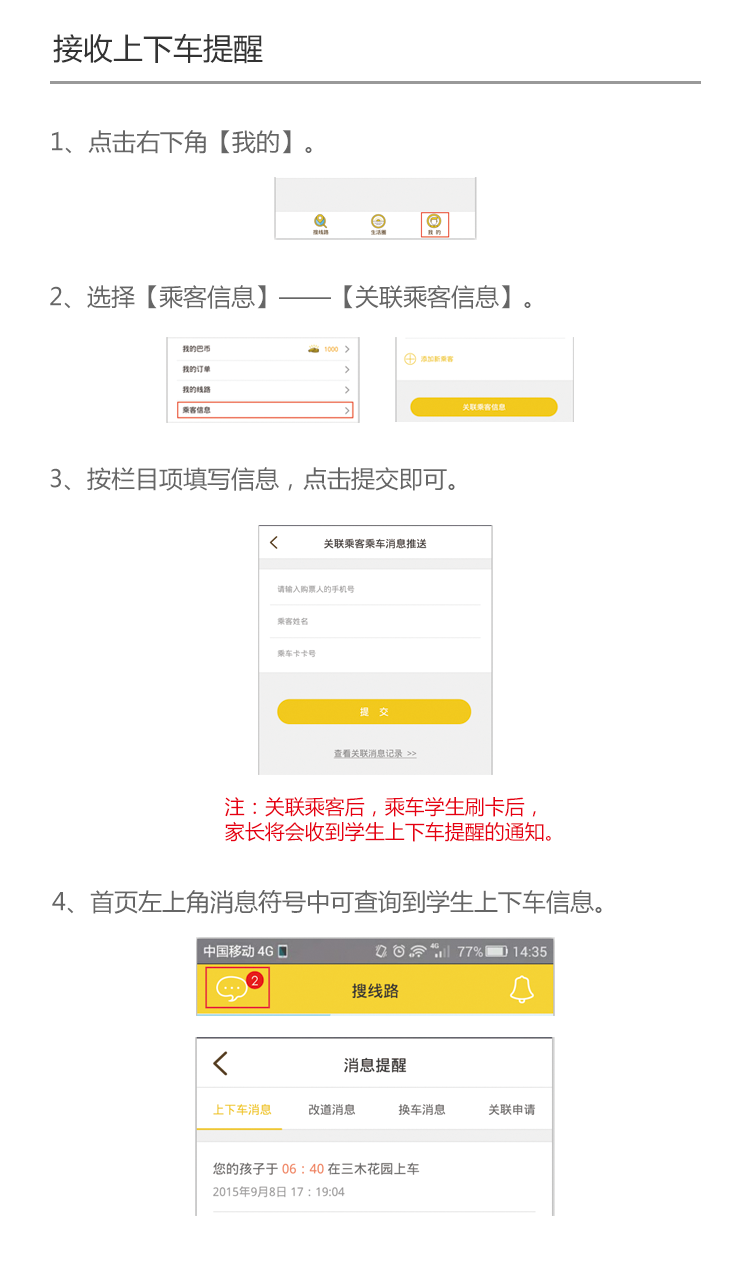 接收上下车提醒
1、点击右下角【我的】。
搜线路 生活圈 我 的
2、选择【乘客信息】——【关联乘客信息】。
我的巴币 1000
我的订单
我的线路
乘客信息
添加新乘客
关联乘客信息
3、按栏目项填写信息，点击提交即可。
关联乘客乘车消息推送
请输入购票人的手机号
乘客姓名
乘车卡卡号
提 交
查看关联消息记录 >>
注：关联乘客后，乘车学生刷卡后，
家长将会收到学生上下车提醒的通知。
4、首页左上角消息符号中可查询到学生上下车信息。
中国移动 4G 4G 77% 14:35
2 搜线路
消息提醒
上下车消息 改道消息 换车消息 关联申请
您的孩子于 06：40 在三木花园上车
2015年9月8日 17：19:04